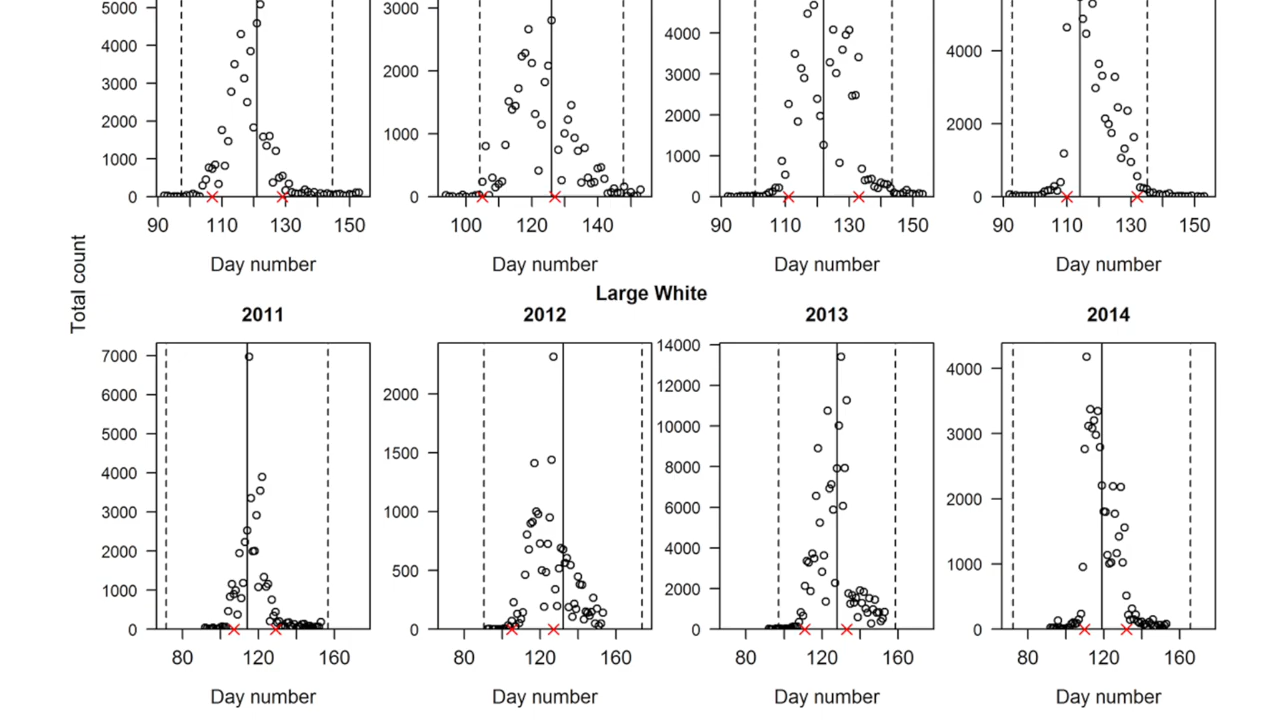 5000 3000
4000 4000
4000
3000 2000 3000
2000 2000 2000
1000
1000 1000
0 0 0 0
90 110 130 150 100 120 140 90 110 130 150 90 110 130 150
Day number Day number Day number Day number
Total count
Large White
2011 2012 2013 2014
7000 14000
4000
6000 12000
2000
5000 10000
3000
4000 1500 8000
3000 1000 6000 2000
2000 4000
500 1000
1000 2000
0 0 0 0
80 120 160 80 120 160 80 120 160 80 120 160
Day number Day number Day number Day number